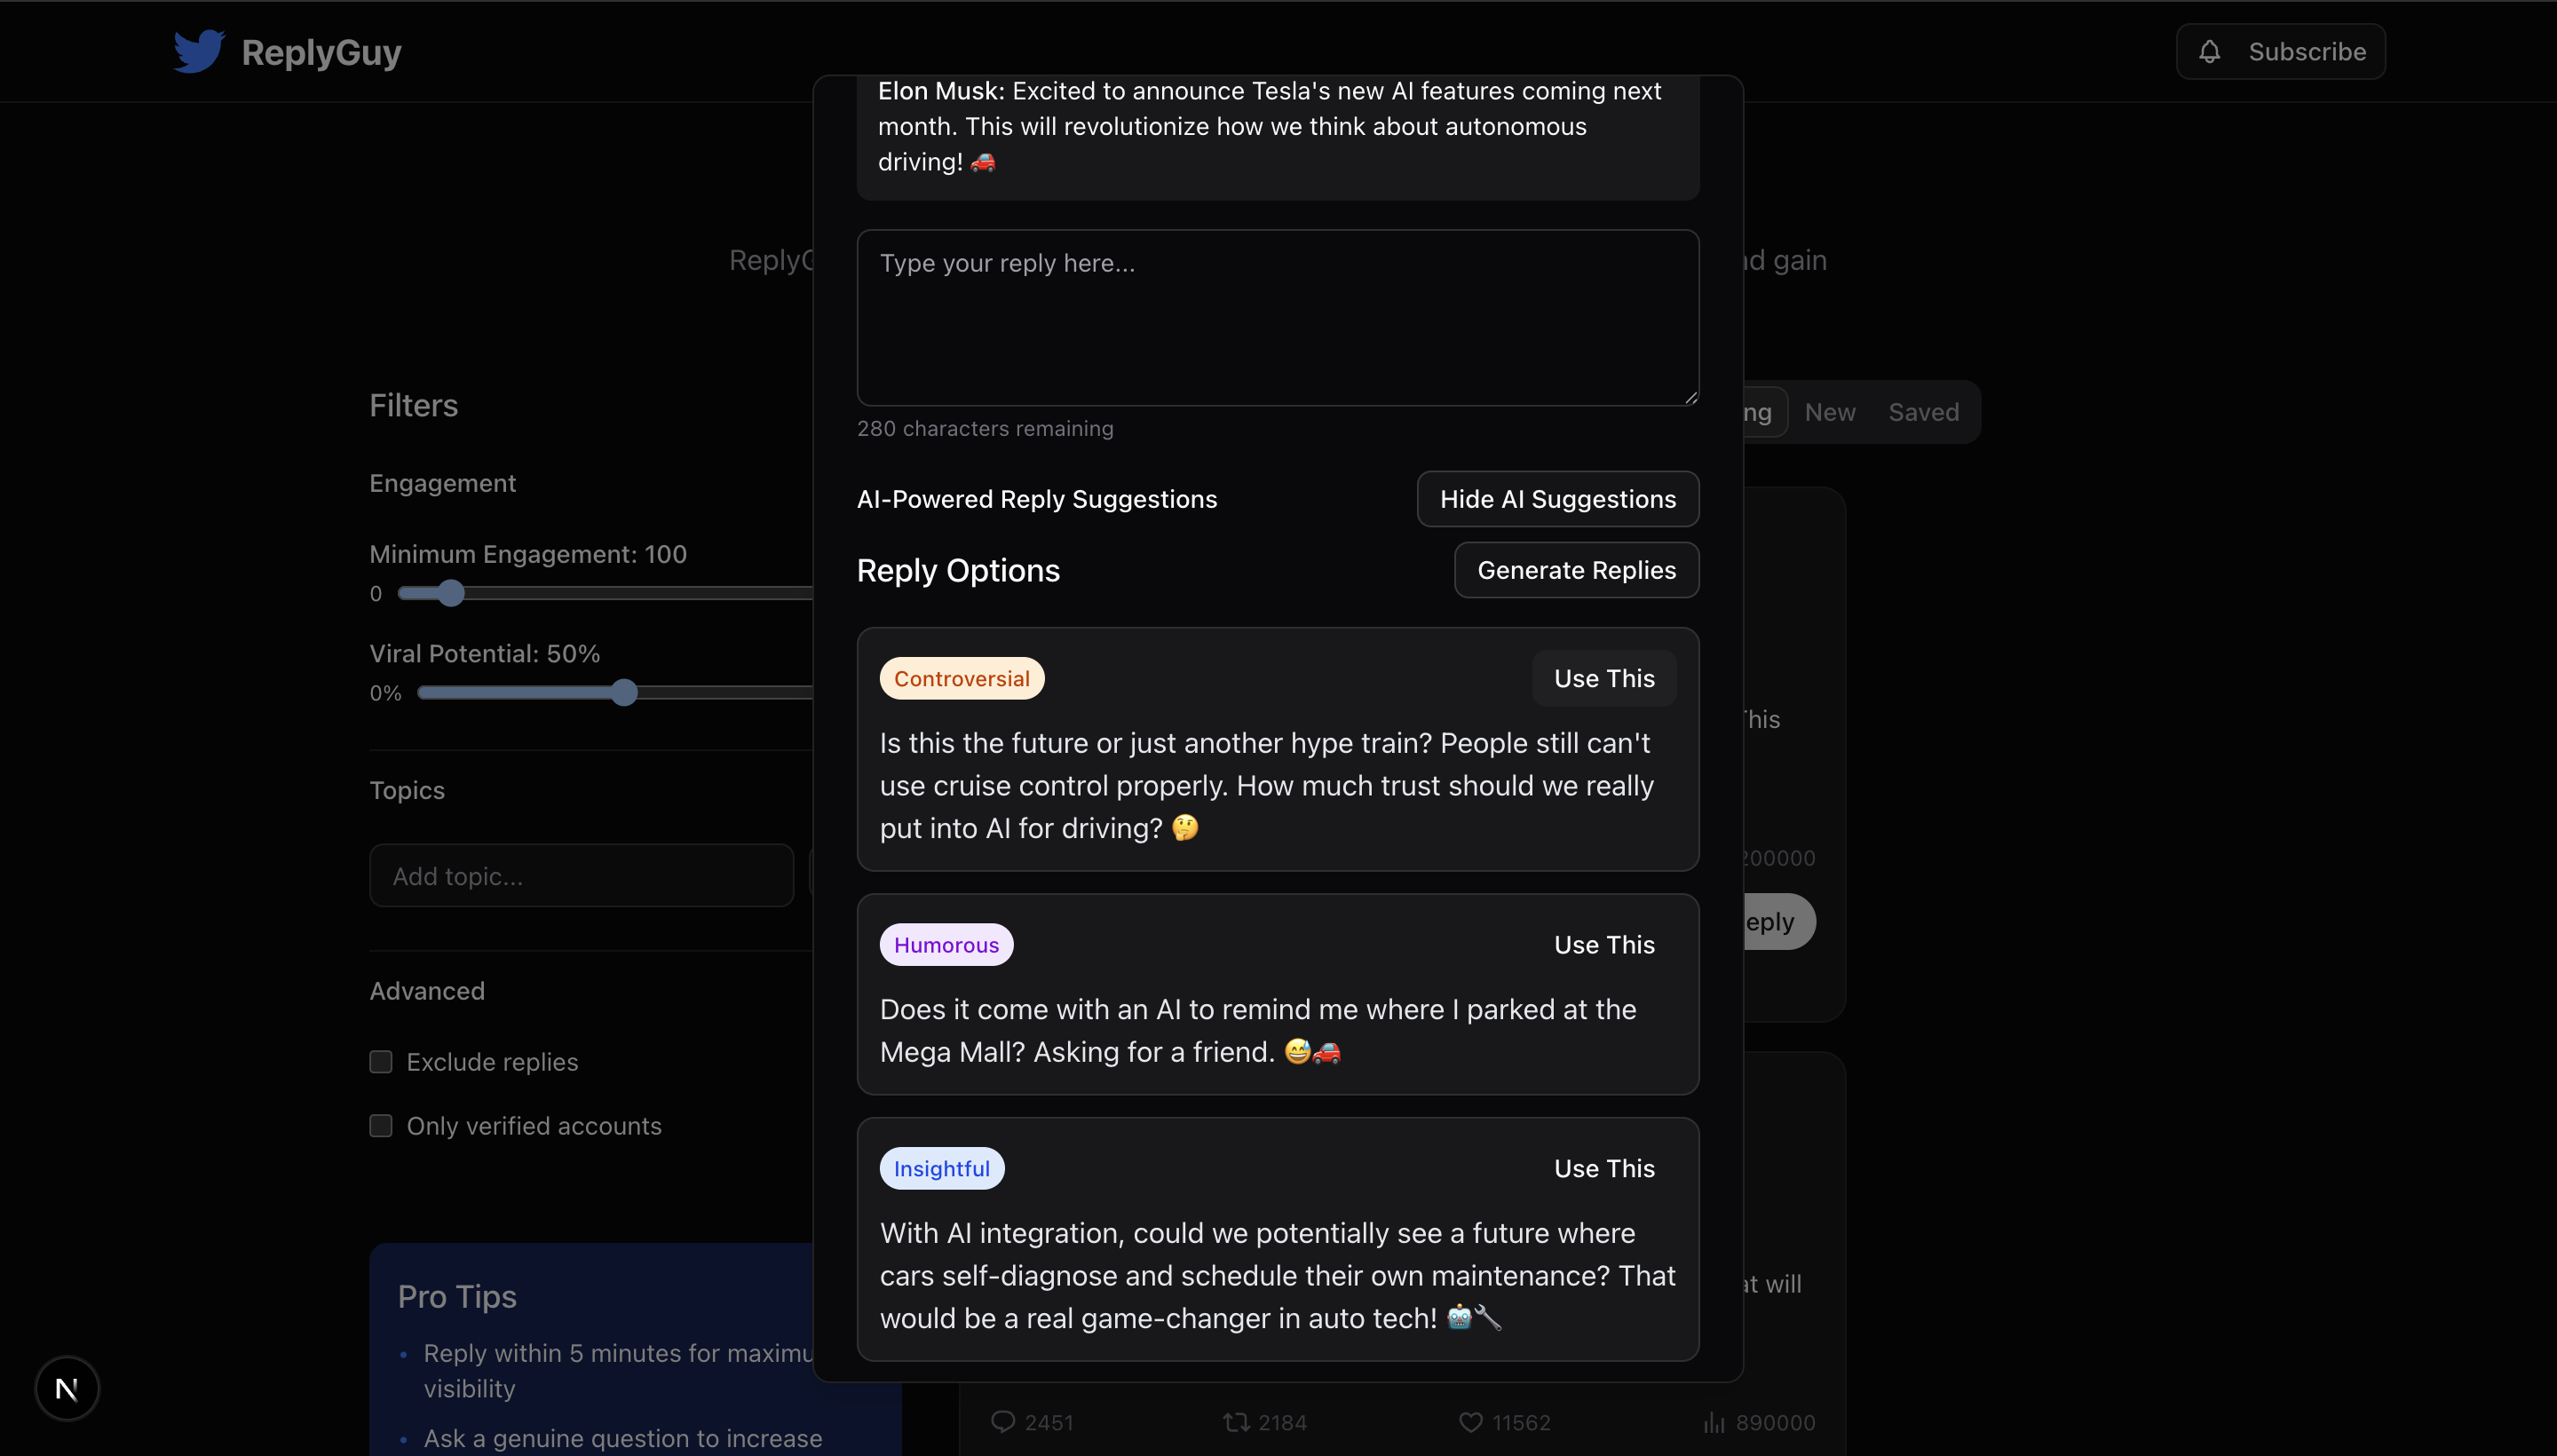 ReplyGuy
Subscribe
Elon Musk: Excited to announce Tesla's new AI features coming next
month. This will revolutionize how we think about autonomous
driving! 🚗
gain
Type your reply here...
280 characters remaining
Filters
Engagement
Minimum Engagement: 100
0
Viral Potential: 50%
0%
Topics
Add topic...
Advanced
Exclude replies
Only verified accounts
Pro Tips
• Reply within 5 minutes for
visibility
• Ask a genuine question to increase
New Saved
AI-Powered Reply Suggestions
Hide AI Suggestions
Reply Options
Generate Replies
Controversial
Use This
Is this the future or just another hype train? People still can't
use cruise control properly. How much trust should we really
put into AI for driving? 🤔
Humorous
Use This
Does it come with an AI to remind me where I parked at the
Mega Mall? Asking for a friend. 😅🚗
Insightful
Use This
With AI integration, could we potentially see a future where
cars self-diagnose and schedule their own maintenance? That
would be a real game-changer in auto tech! 🤖🔧
will
2451 2184 11562 890000
N